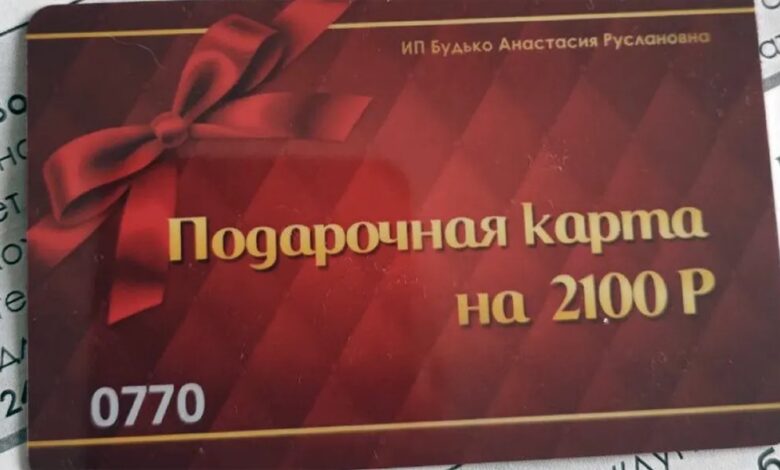 ИП Будько Анастасия Руслановна
Подарочная карта
на 2100 Р
0770